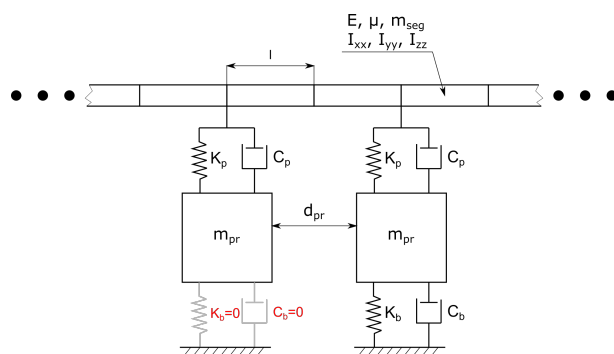 E, μ, m_seg
I_xx, I_yy, I_zz
l
K_p
C_p
K_p
C_p
d_pr
m_pr
m_pr
K_b=0
C_b=0
K_b
C_b